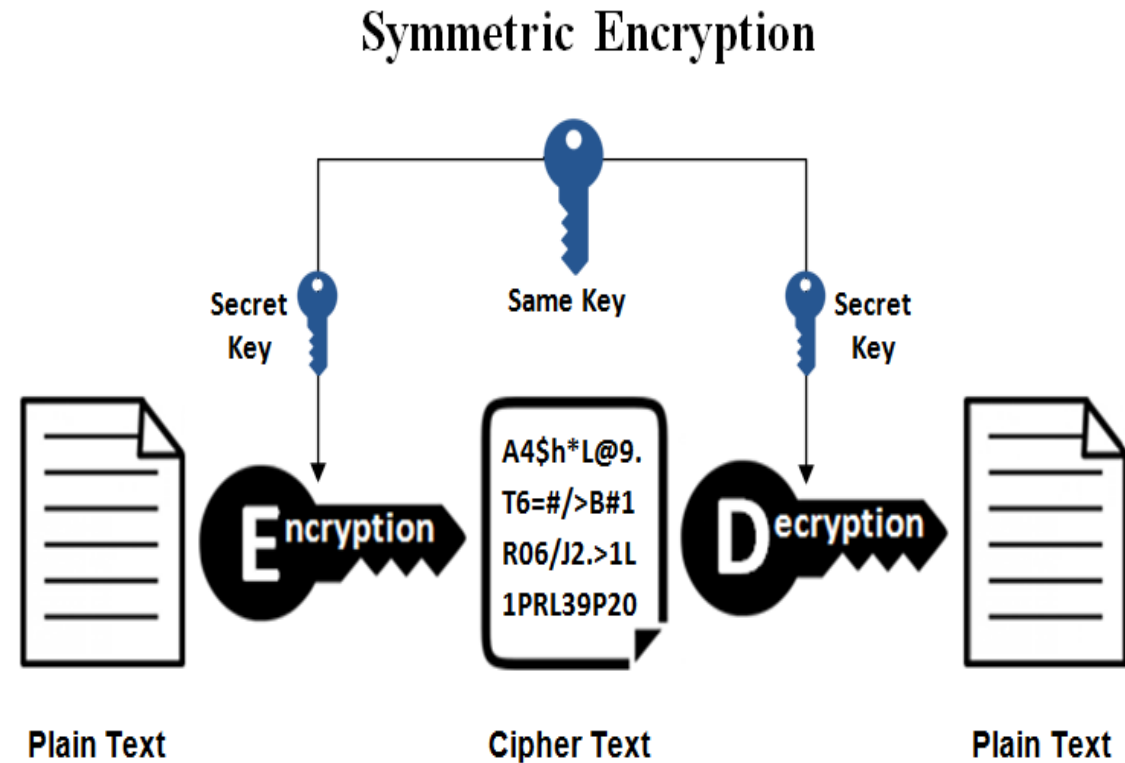 Symmetric Encryption
Same Key
Secret
Key
Secret
Key
Encryption
A4$h*L@9.
T6=#/>B#1
R06/J2.>1L
1PRL39P20
Decryption
Plain Text
Cipher Text
Plain Text